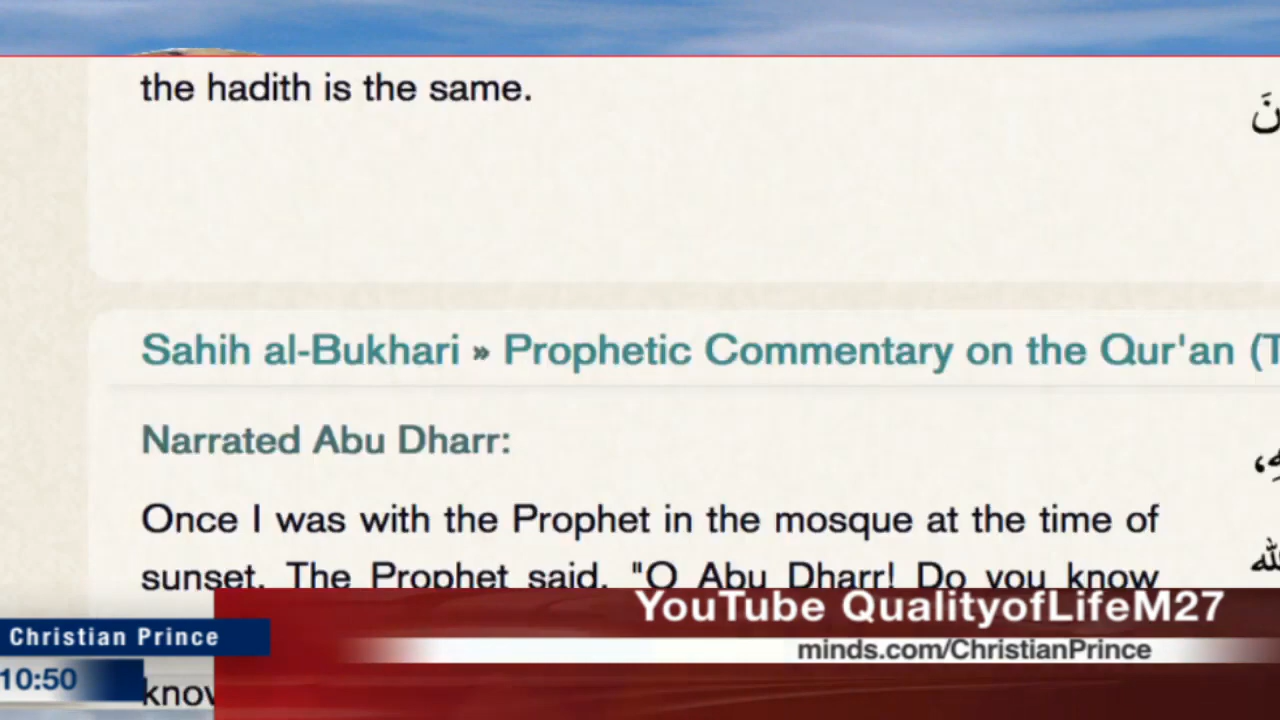 the hadith is the same.
نَ
Sahih al-Bukhari » Prophetic Commentary on the Qur'an (T
Narrated Abu Dharr:
Once I was with the Prophet in the mosque at the time of
sunset. The Prophet said, "O Abu Dharr! Do you know
الله
YouTube QualityofLifeM27
Christian Prince
minds.com/ChristianPrince
10:50
know